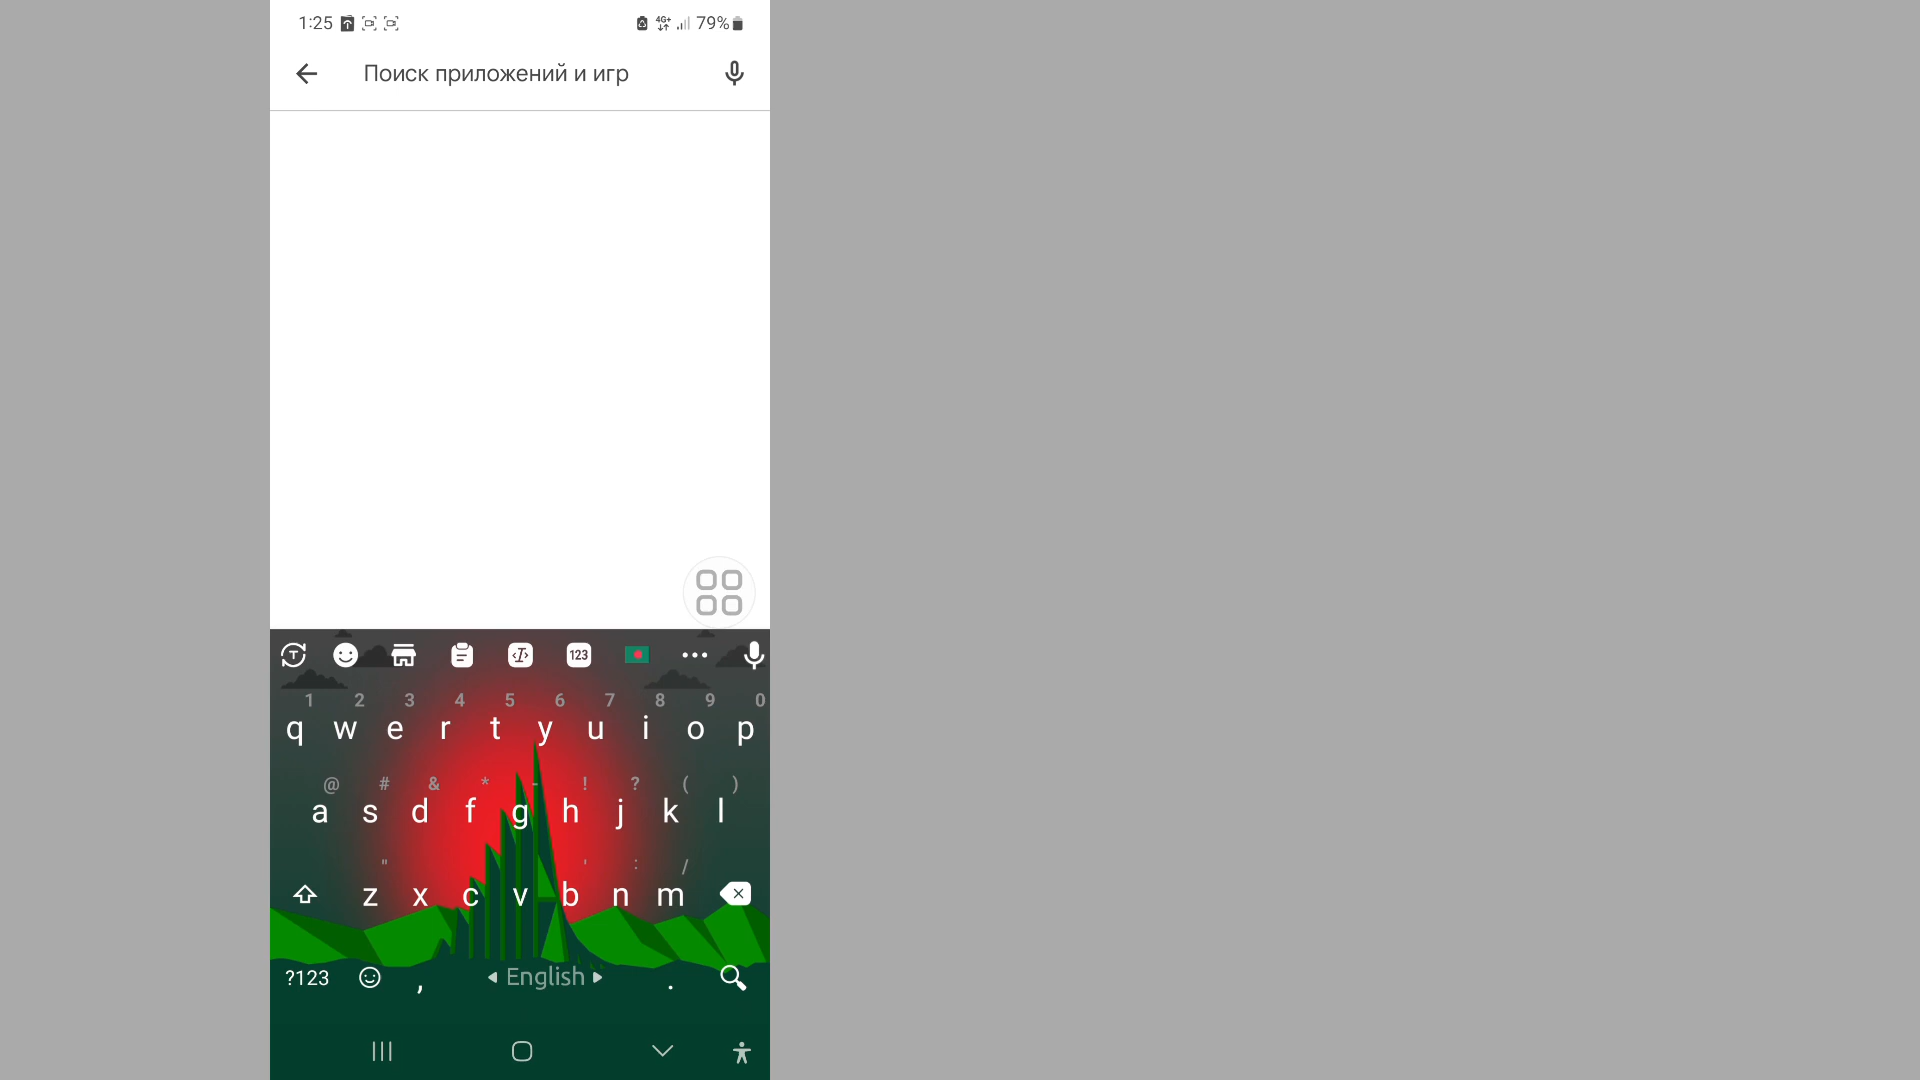 1:25 4G+ 79%
Поиск приложений и игр
123
1 2 3 4 5 6 7 8 9 0
q w e r t y u i o p
@ # & * - ! ? ( )
a s d f g h j k l
" ' : /
z x c v b n m
?123 , English .